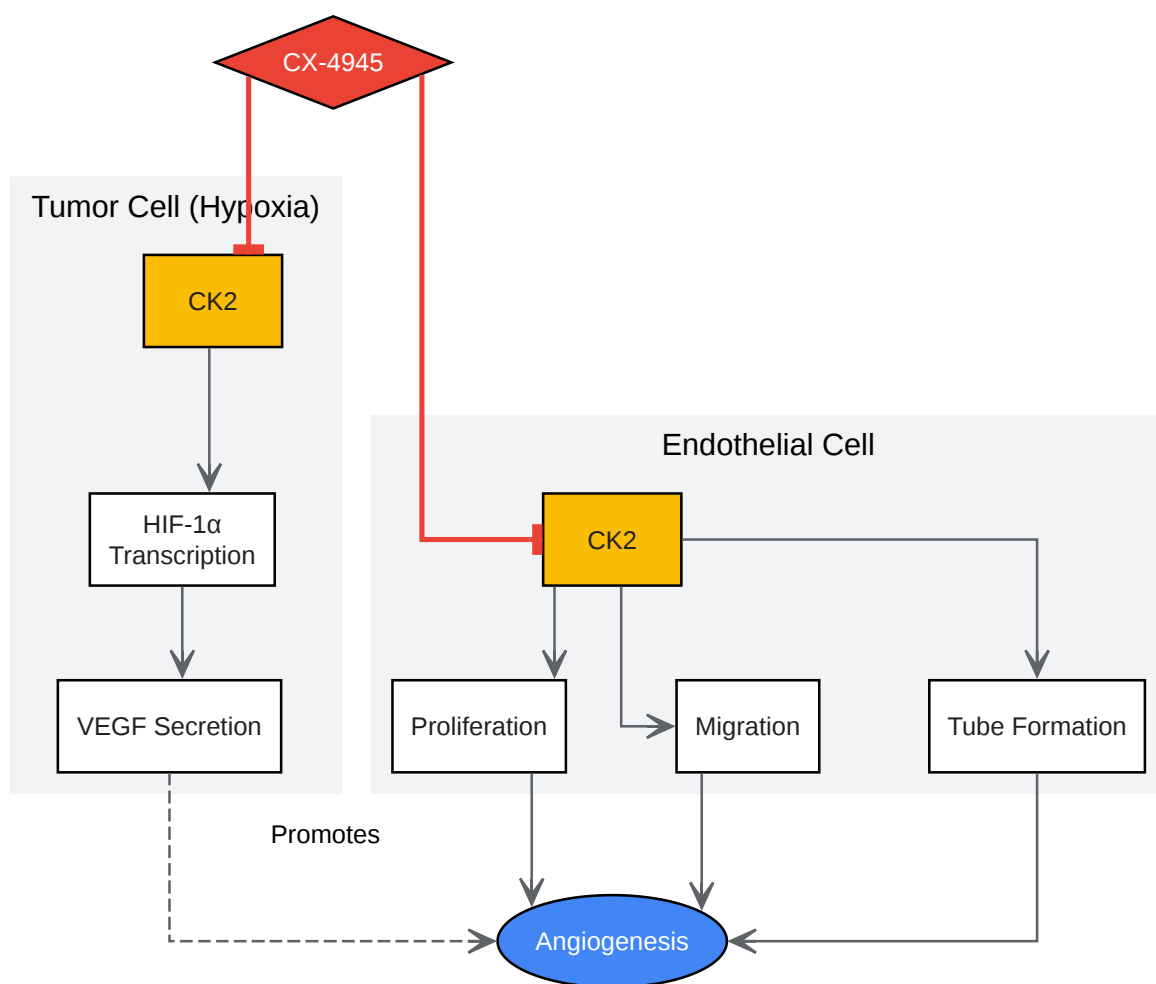 CX-4945
Tumor Cell (Hypoxia)
CK2
HIF-1α
Transcription
VEGF Secretion
Endothelial Cell
CK2
Proliferation
Migration
Tube Formation
Promotes
Angiogenesis